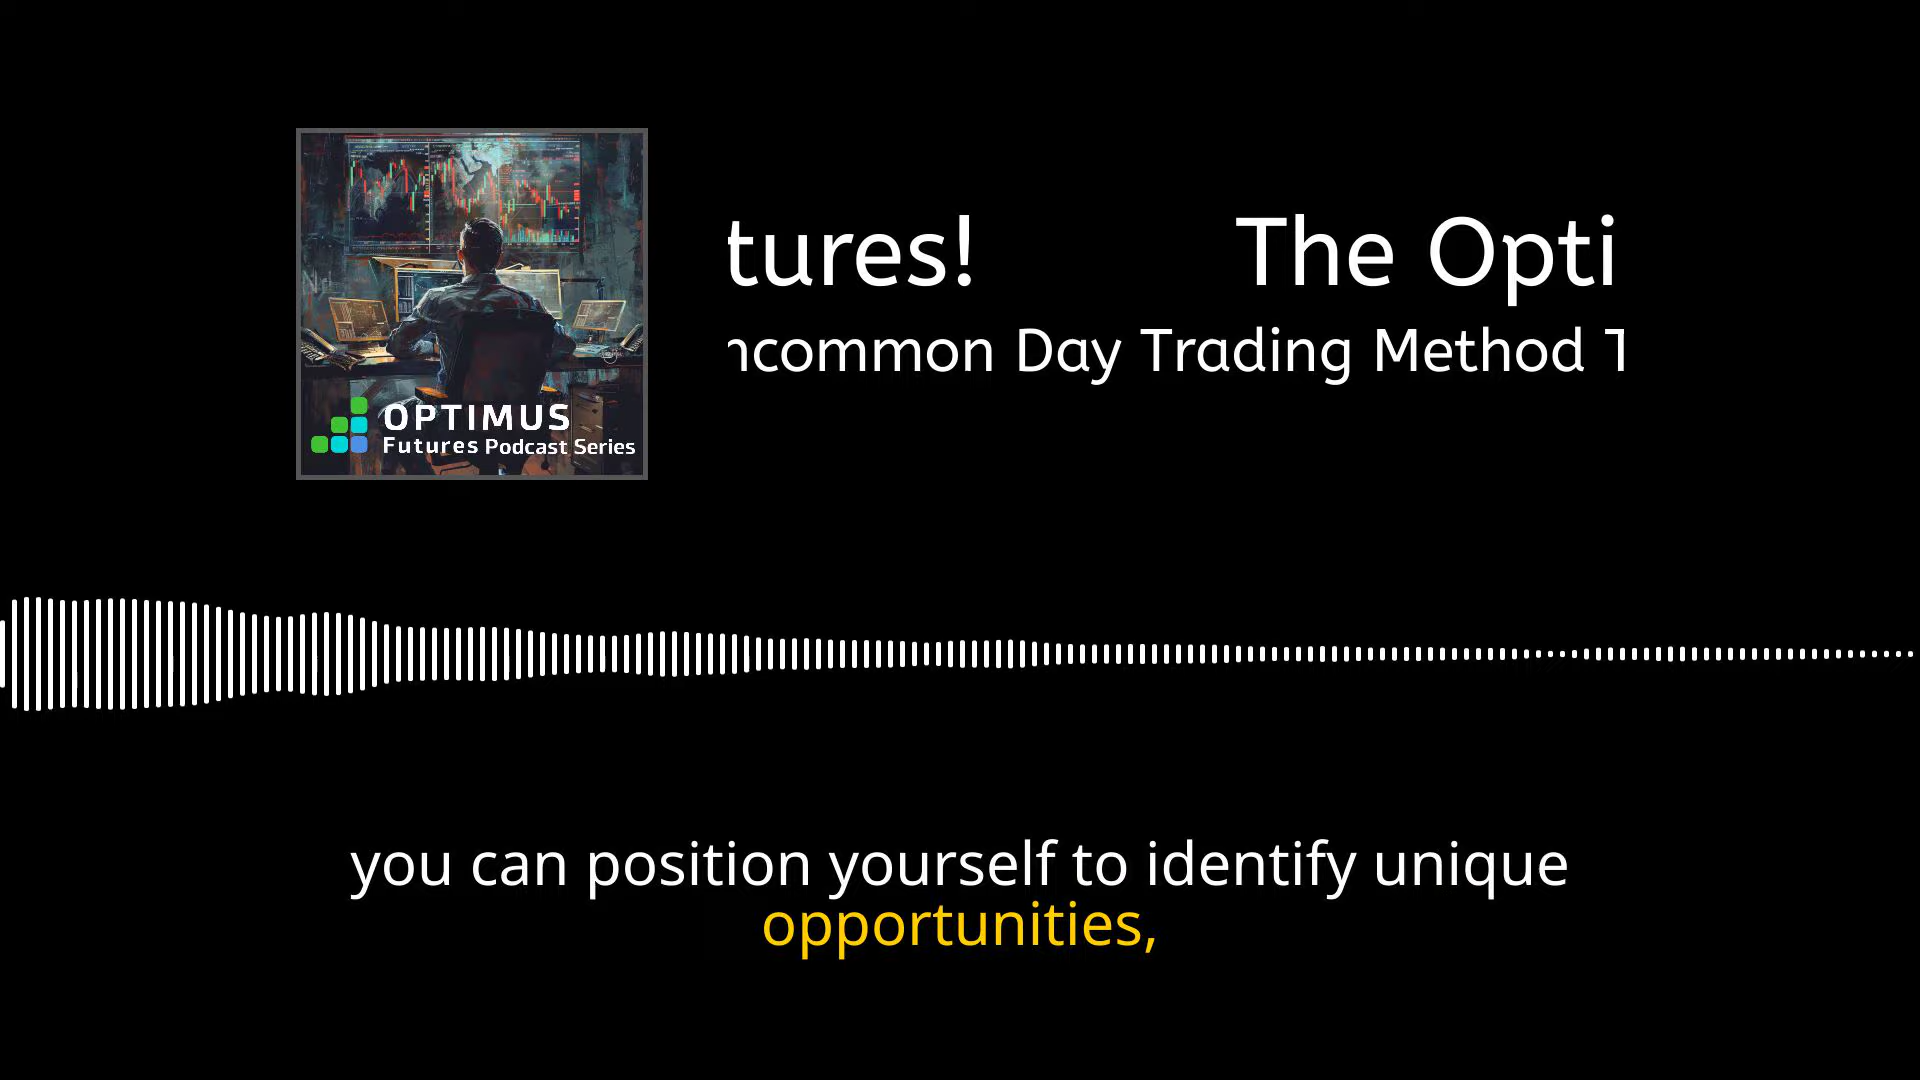 OPTIMUS
Futures Podcast Series
tures! The Opti
ncommon Day Trading Method T
you can position yourself to identify unique
opportunities,